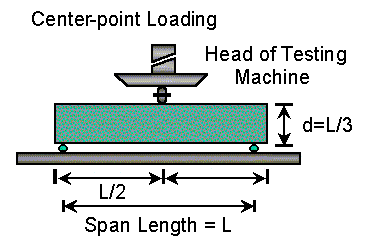 Center-point Loading
Head of Testing
Machine
d=L/3
L/2
Span Length = L